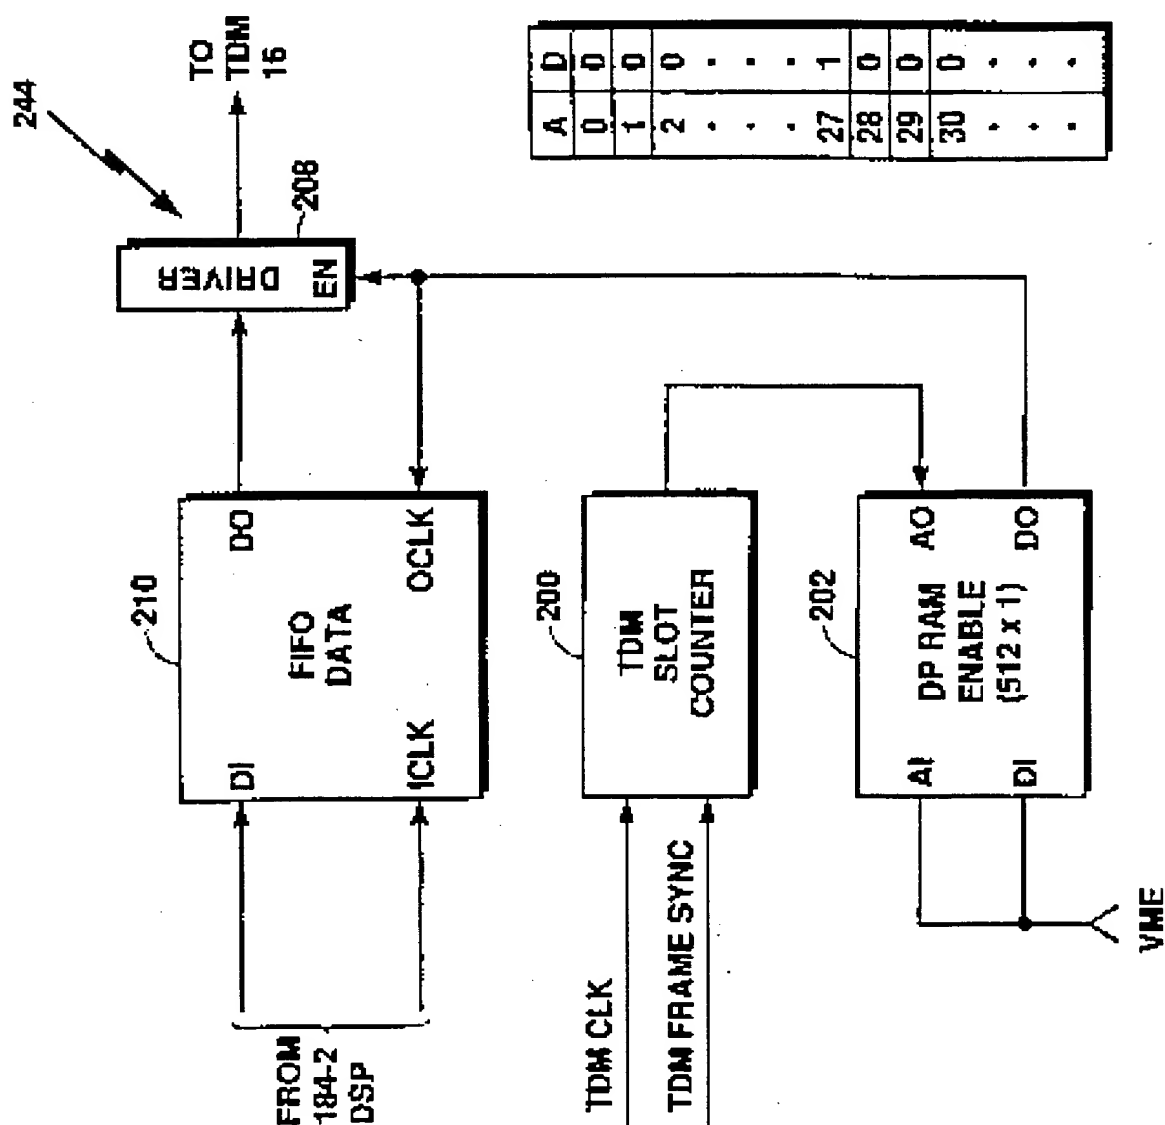 244
TO
TDM
16
DRIVER
EN
208
A D
0 0
1 0
2 0
. .
. .
. .
27 1
28 0
29 0
30 0
. .
. .
. .
210
DI
DO
FIFO
DATA
1CLK
OCLK
FROM
184-2
DSP
200
TDM
SLOT
COUNTER
TDM CLK
TDM FRAME SYNC
202
AI
AO
DP RAM
ENABLE
(512 x 1)
DI
DO
VME